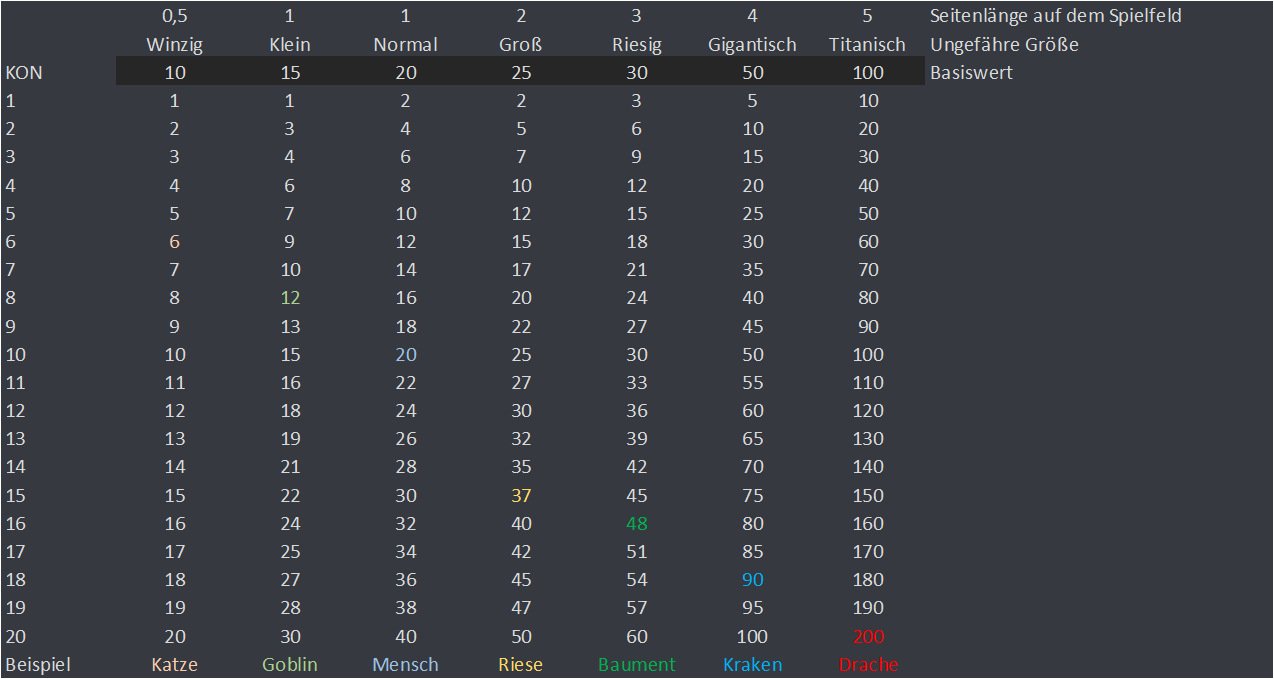 0,5 1 1 2 3 4 5 Seitenlänge auf dem Spielfeld
Winzig Klein Normal Groß Riesig Gigantisch Titanisch Ungefähre Größe
KON 10 15 20 25 30 50 100 Basiswert
1 1 1 2 2 3 5 10
2 2 3 4 5 6 10 20
3 3 4 6 7 9 15 30
4 4 6 8 10 12 20 40
5 5 7 10 12 15 25 50
6 6 9 12 15 18 30 60
7 7 10 14 17 21 35 70
8 8 12 16 20 24 40 80
9 9 13 18 22 27 45 90
10 10 15 20 25 30 50 100
11 11 16 22 27 33 55 110
12 12 18 24 30 36 60 120
13 13 19 26 32 39 65 130
14 14 21 28 35 42 70 140
15 15 22 30 37 45 75 150
16 16 24 32 40 48 80 160
17 17 25 34 42 51 85 170
18 18 27 36 45 54 90 180
19 19 28 38 47 57 95 190
20 20 30 40 50 60 100 200
Beispiel Katze Goblin Mensch Riese Baument Kraken Drache